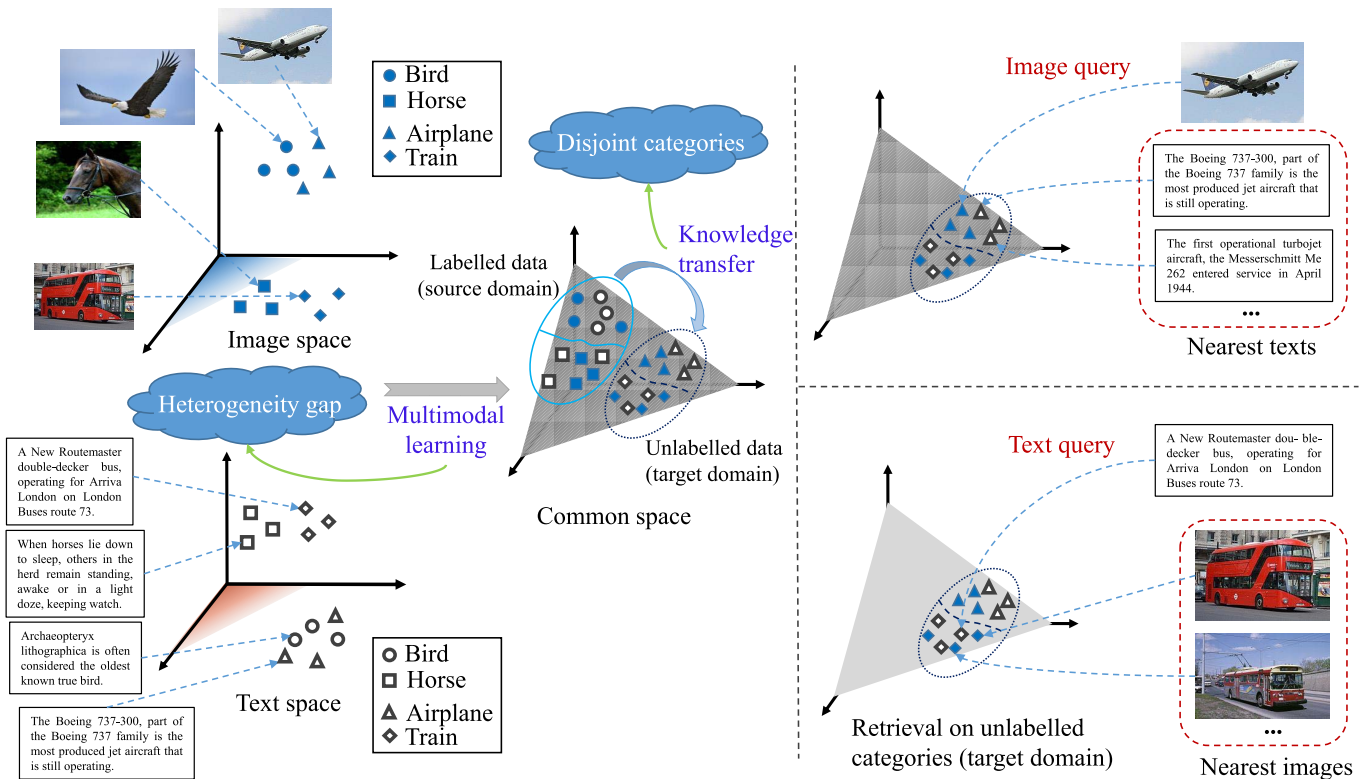 Bird
Horse
Airplane
Train
Image space
Heterogeneity gap
A New Routemaster
double-decker bus,
operating for Arriva
London on London
Buses route 73.
When horses lie down
to sleep, others in the
herd remain standing,
awake or in a light
doze, keeping watch.
Archaeopteryx
lithographica is often
considered the oldest
known true bird.
The Boeing 737-300, part of
the Boeing 737 family is the
most produced jet aircraft that
is still operating.
Text space
Bird
Horse
Airplane
Train
Disjoint categories
Knowledge
transfer
Labelled data
(source domain)
Multimodal
learning
Unlabelled data
(target domain)
Common space
Image query
The Boeing 737-300, part of
the Boeing 737 family is the
most produced jet aircraft that
is still operating.
The first operational turbojet
aircraft, the Messerschmitt Me
262 entered service in April
1944.
•••
Nearest texts
Text query
A New Routemaster dou- ble-
decker bus, operating for
Arriva London on London
Buses route 73.
•••
Retrieval on unlabelled
categories (target domain)
Nearest images